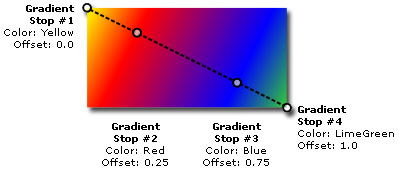 Gradient
Stop #1
Color: Yellow
Offset: 0.0
Gradient
Stop #2
Color: Red
Offset: 0.25
Gradient
Stop #3
Color: Blue
Offset: 0.75
Gradient
Stop #4
Color: LimeGreen
Offset: 1.0